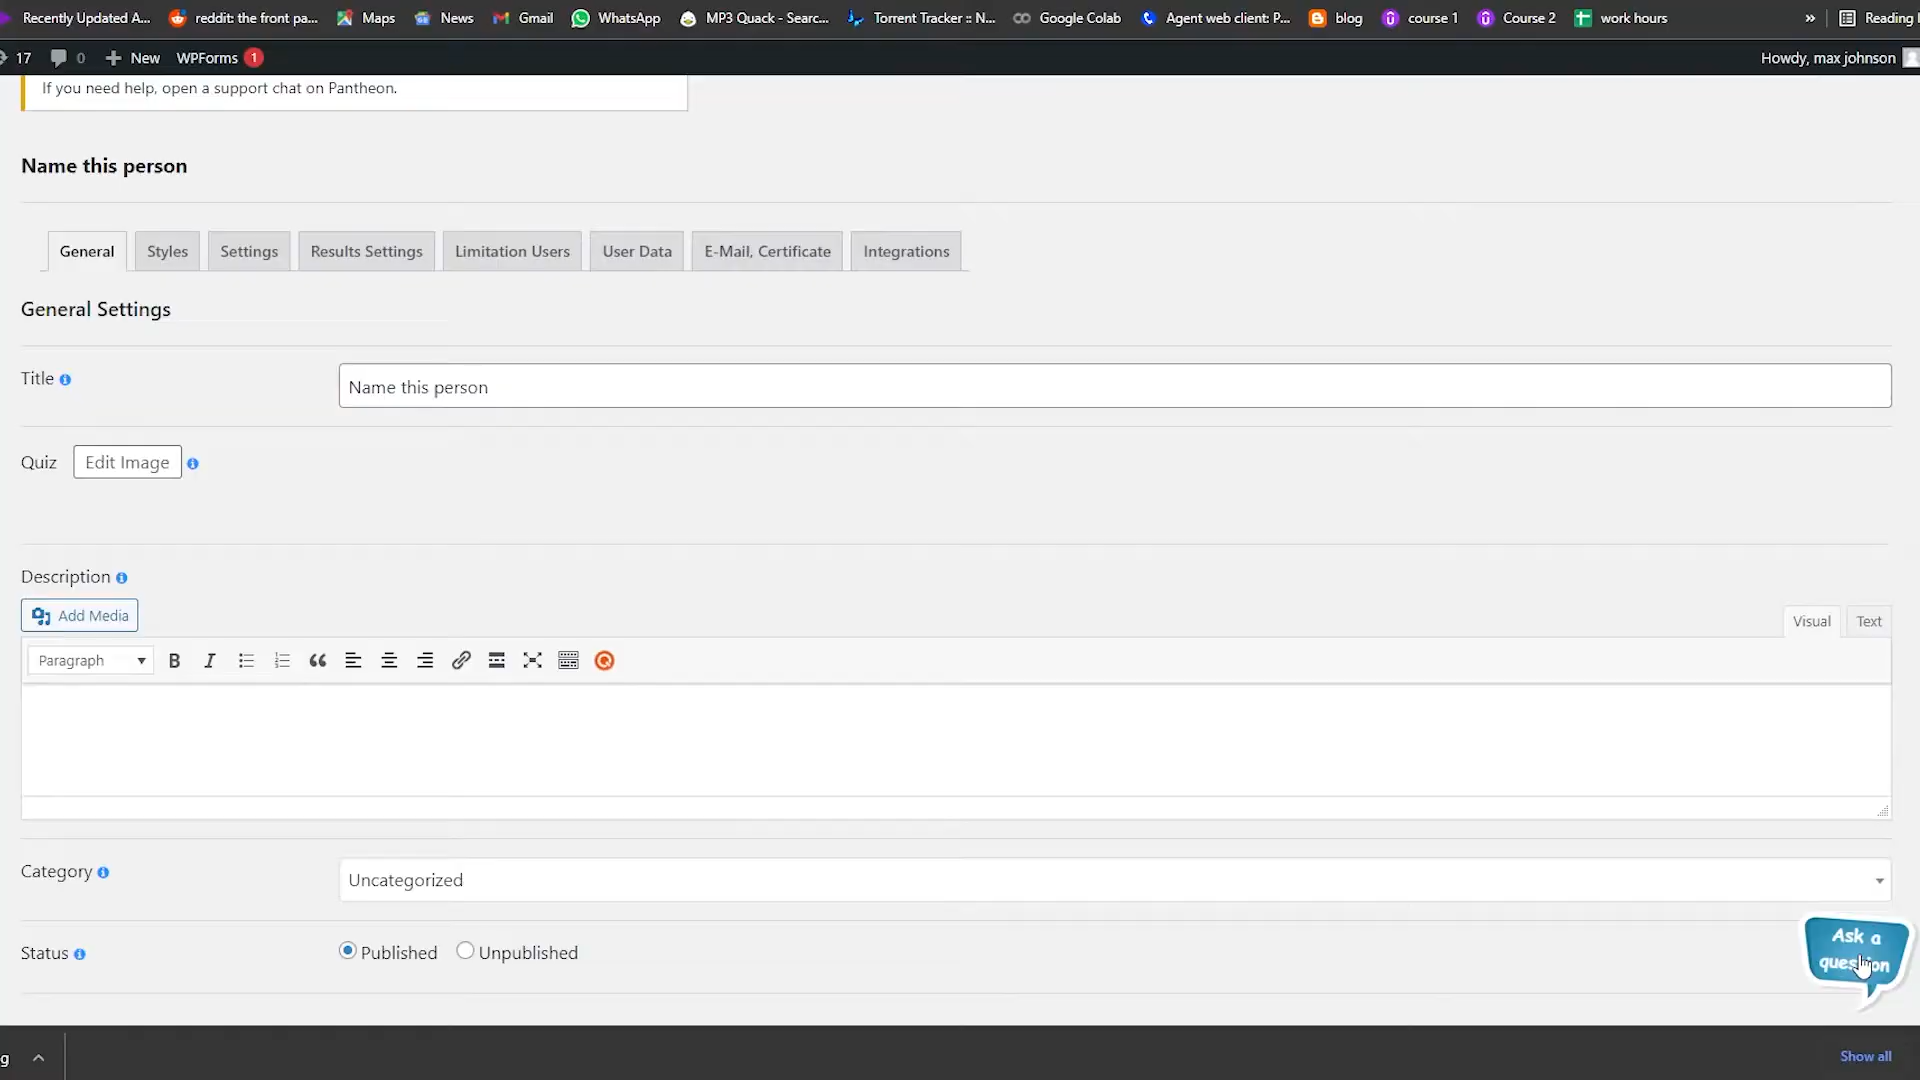 Recently Updated A... reddit: the front pa... Maps News Gmail WhatsApp MP3 Quack - Searc... Torrent Tracker :: N... Google Colab Agent web client: P... blog course 1 Course 2 work hours » Reading
17 0 New WPForms 1 Howdy, max johnson
If you need help, open a support chat on Pantheon.
Name this person
General Styles Settings Results Settings Limitation Users User Data E-Mail, Certificate Integrations
General Settings
Title
Name this person
Quiz Edit Image
Description
Add Media Visual Text
Paragraph B I
Category
Uncategorized
Status Published Unpublished
Ask a
question
g Show all